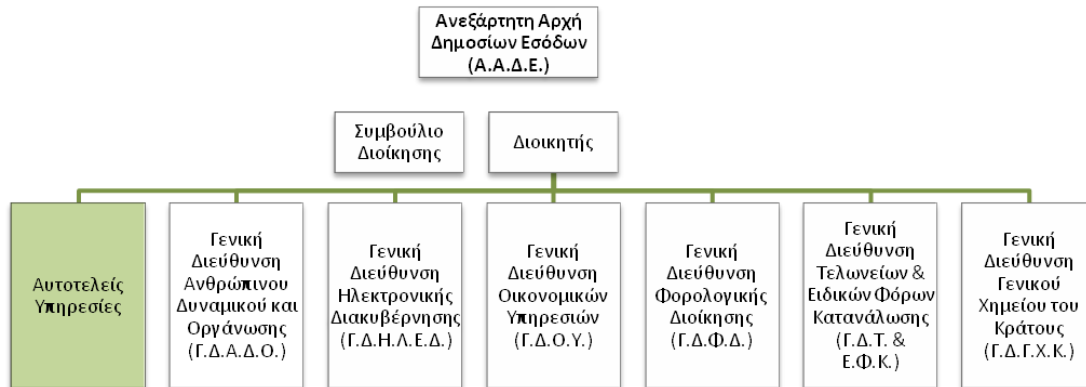 Ανεξάρτητη Αρχή
Δημοσίων Εσόδων
(Α.Α.Δ.Ε.)
Συμβούλιο
Διοίκησης
Διοικητής
Αυτοτελείς
Υπηρεσίες
Γενική
Διεύθυνση
Ανθρώπινου
Δυναμικού και
Οργάνωσης
(Γ.Δ.Α.Δ.Ο.)
Γενική
Διεύθυνση
Ηλεκτρονικής
Διακυβέρνησης
(Γ.Δ.Η.Λ.Ε.Δ.)
Γενική
Διεύθυνση
Οικονομικών
Υπηρεσιών
(Γ.Δ.Ο.Υ.)
Γενική
Διεύθυνση
Φορολογικής
Διοίκησης
(Γ.Δ.Φ.Δ.)
Γενική
Διεύθυνση
Τελωνείων &
Ειδικών Φόρων
Κατανάλωσης
(Γ.Δ.Τ. &
Ε.Φ.Κ.)
Γενική
Διεύθυνση
Γενικού
Χημείου του
Κράτους
(Γ.Δ.Γ.Χ.Κ.)